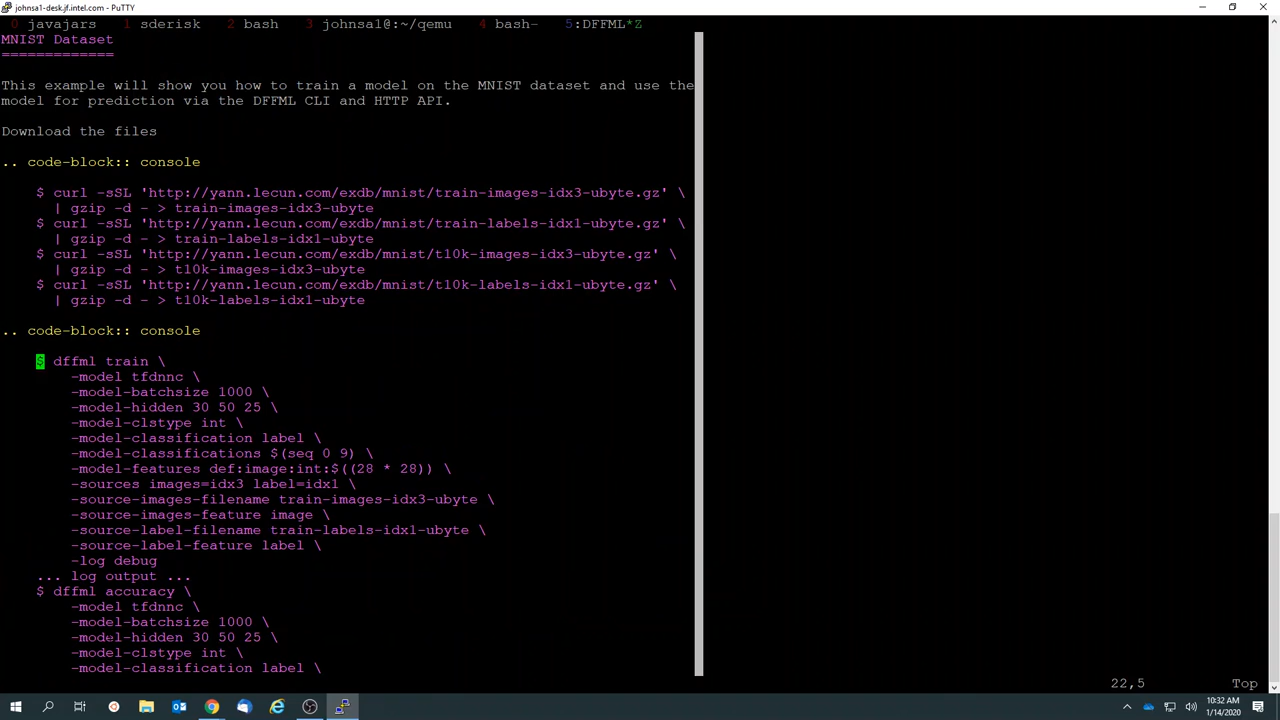 johnsa1-desk.jf.intel.com - PuTTY
0 javajars 1 sderisk 2 bash 3 johnsa1@:~/qemu 4 bash- 5:DFFML*Z
MNIST Dataset
=============
This example will show you how to train a model on the MNIST dataset and use the
model for prediction via the DFFML CLI and HTTP API.
Download the files
.. code-block:: console
$ curl -sSL 'http://yann.lecun.com/exdb/mnist/train-images-idx3-ubyte.gz' \
| gzip -d - > train-images-idx3-ubyte
$ curl -sSL 'http://yann.lecun.com/exdb/mnist/train-labels-idx1-ubyte.gz' \
| gzip -d - > train-labels-idx1-ubyte
$ curl -sSL 'http://yann.lecun.com/exdb/mnist/t10k-images-idx3-ubyte.gz' \
| gzip -d - > t10k-images-idx3-ubyte
$ curl -sSL 'http://yann.lecun.com/exdb/mnist/t10k-labels-idx1-ubyte.gz' \
| gzip -d - > t10k-labels-idx1-ubyte
.. code-block:: console
$ dffml train \
-model tfdnnc \
-model-batchsize 1000 \
-model-hidden 30 50 25 \
-model-clstype int \
-model-classification label \
-model-classifications $(seq 0 9) \
-model-features def:image:int:$((28 * 28)) \
-sources images=idx3 label=idx1 \
-source-images-filename train-images-idx3-ubyte \
-source-images-feature image \
-source-label-filename train-labels-idx1-ubyte \
-source-label-feature label \
-log debug
... log output ...
$ dffml accuracy \
-model tfdnnc \
-model-batchsize 1000 \
-model-hidden 30 50 25 \
-model-clstype int \
-model-classification label \
22,5 Top
10:32 AM
1/14/2020